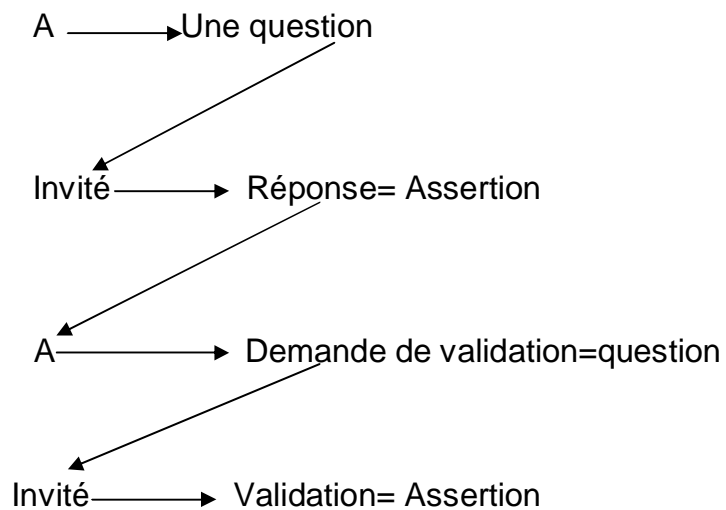 A Une question
Invité Réponse= Assertion
A Demande de validation=question
Invité Validation= Assertion